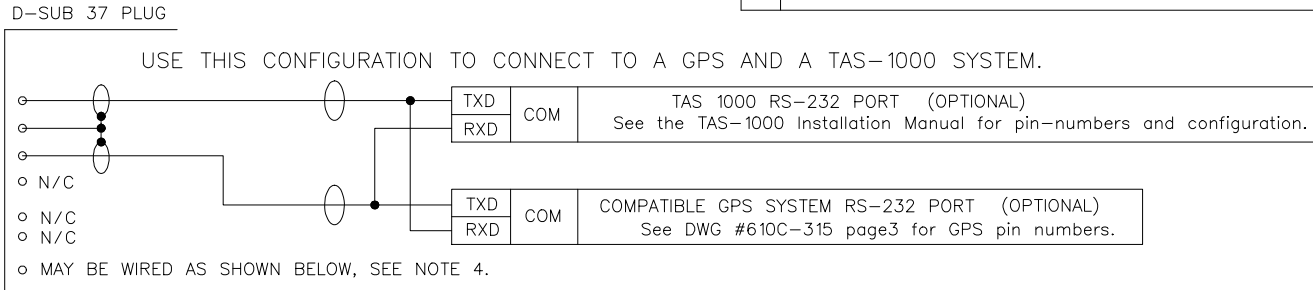 D-SUB 37 PLUG
USE THIS CONFIGURATION TO CONNECT TO A GPS AND A TAS-1000 SYSTEM.
TXD
RXD
COM
TAS 1000 RS-232 PORT (OPTIONAL)
See the TAS-1000 Installation Manual for pin-numbers and configuration.
N/C
N/C
N/C
TXD
RXD
COM
COMPATIBLE GPS SYSTEM RS-232 PORT (OPTIONAL)
See DWG #610C-315 page3 for GPS pin numbers.
MAY BE WIRED AS SHOWN BELOW, SEE NOTE 4.